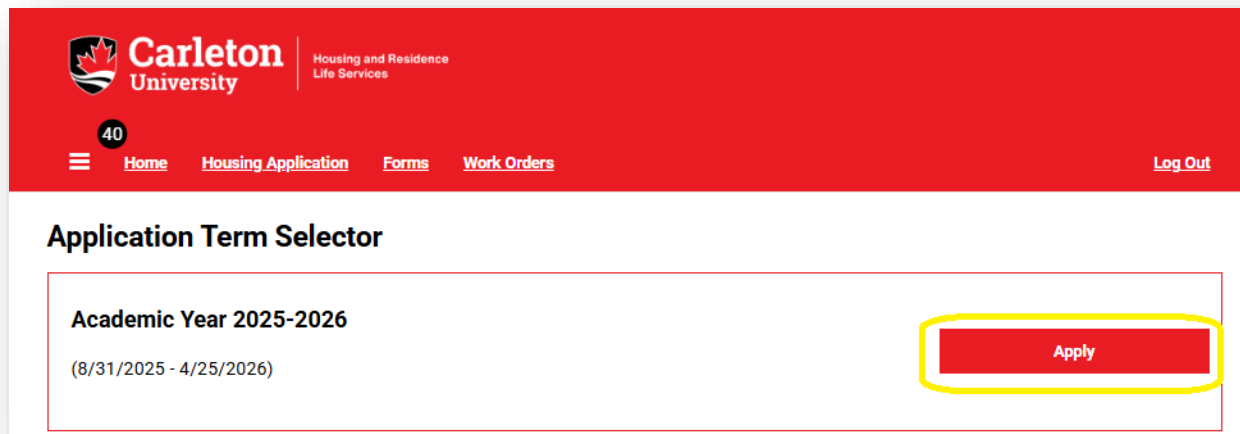 Carleton
University
Housing and Residence
Life Services
40
Home Housing Application Forms Work Orders Log Out
Application Term Selector
Academic Year 2025-2026
(8/31/2025 - 4/25/2026)
Apply